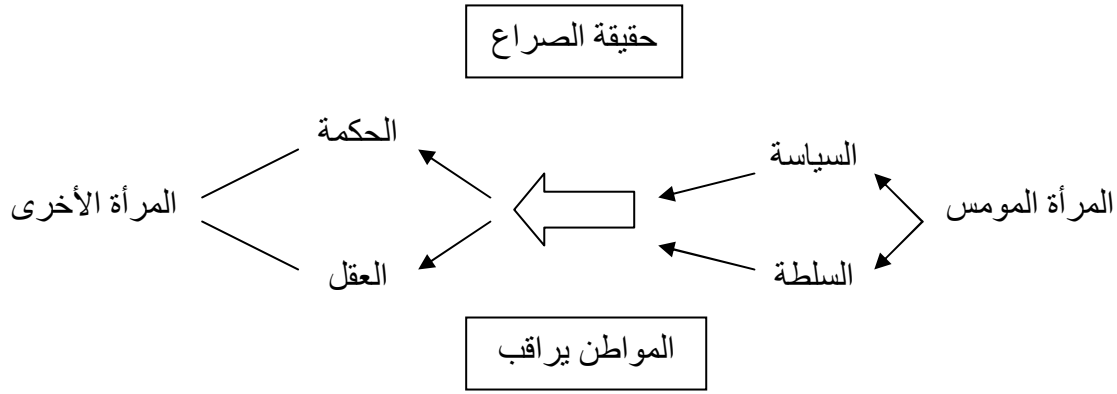 حقيقة الصراع
الحكمة
السياسة
المرأة المومس
المرأة الأخرى
السلطة
العقل
المواطن يراقب